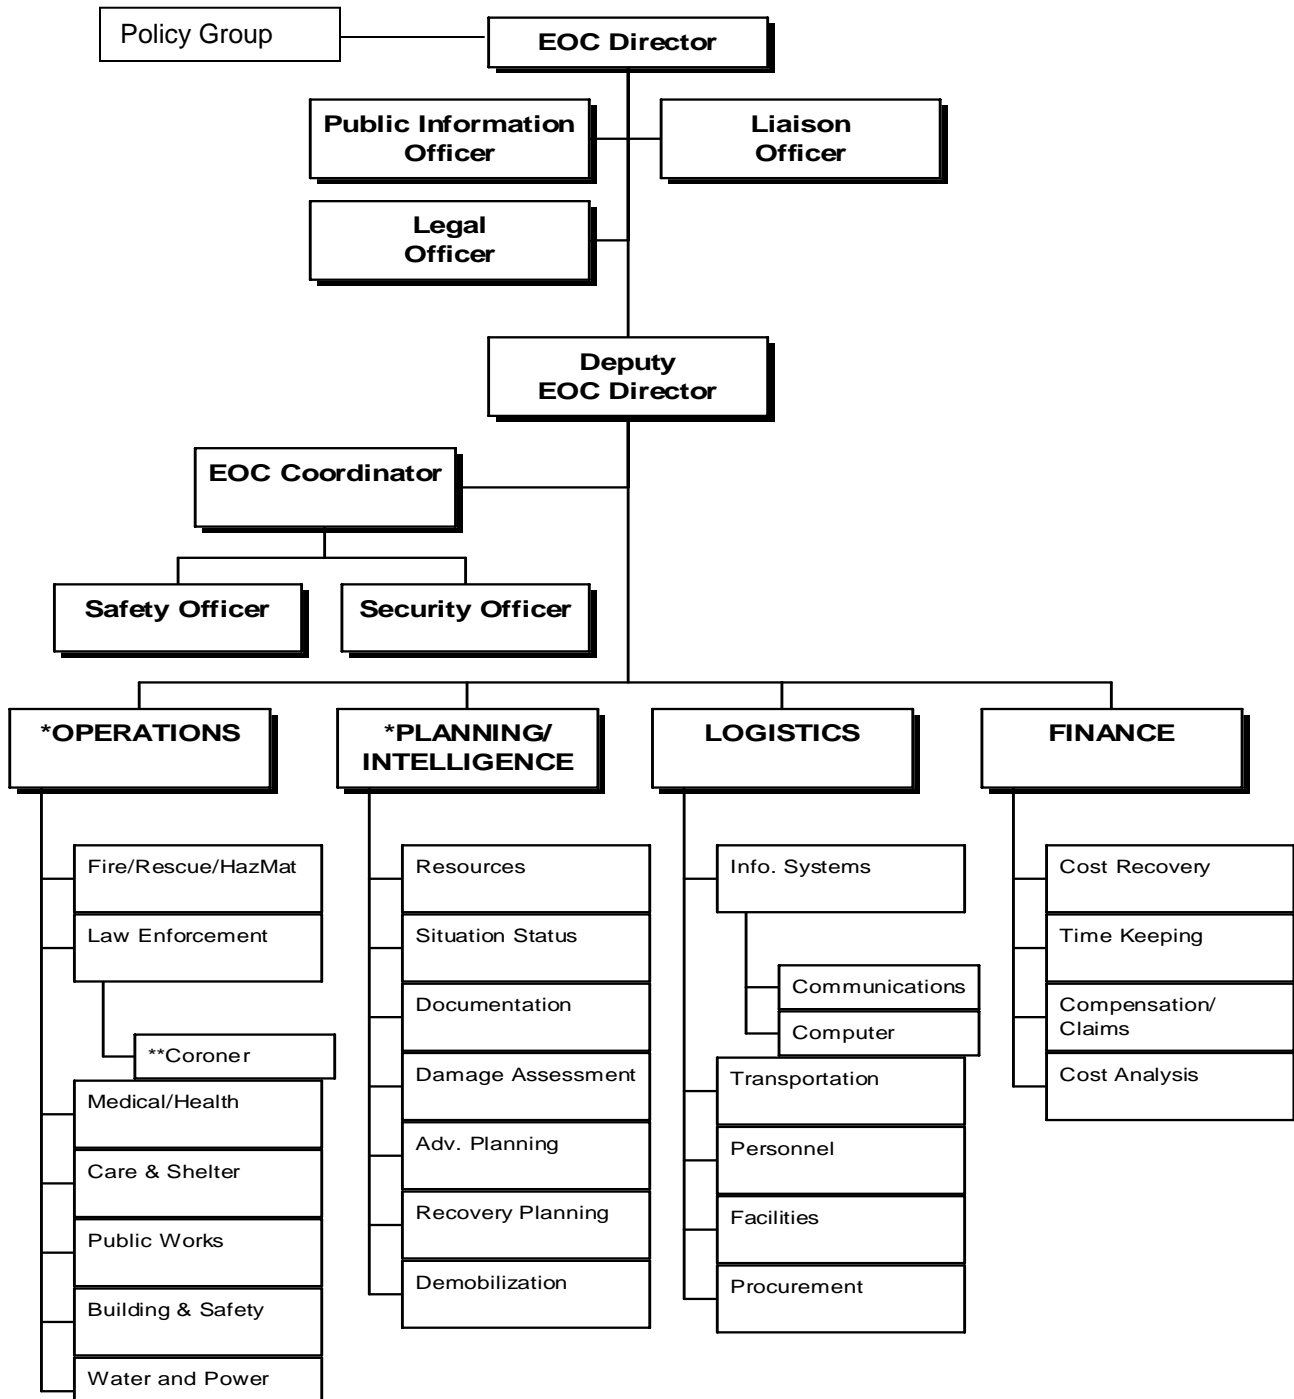 Policy Group
EOC Director
Public Information
Officer
Liaison
Officer
Legal
Officer
Deputy
EOC Director
EOC Coordinator
Safety Officer
Security Officer
*OPERATIONS
Fire/Rescue/HazMat
Law Enforcement
**Coroner
Medical/Health
Care & Shelter
Public Works
Building & Safety
Water and Power
*PLANNING/
INTELLIGENCE
Resources
Situation Status
Documentation
Damage Assessment
Adv. Planning
Recovery Planning
Demobilization
LOGISTICS
Info. Systems
Communications
Computer
Transportation
Personnel
Facilities
Procurement
FINANCE
Cost Recovery
Time Keeping
Compensation/
Claims
Cost Analysis